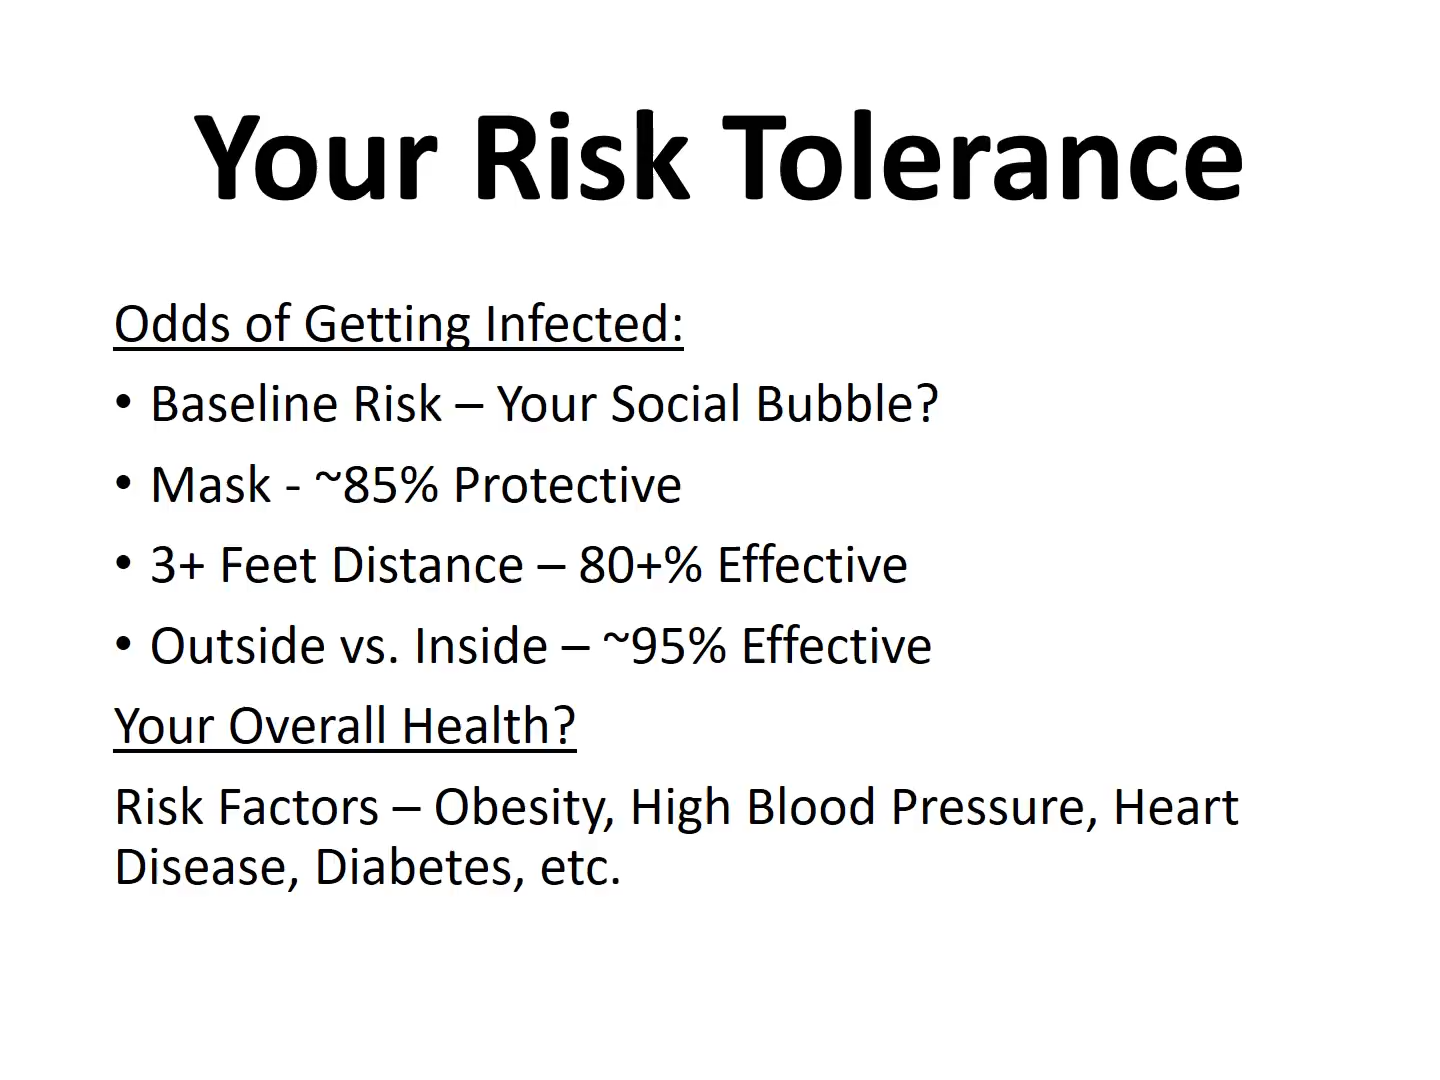 Your Risk Tolerance
Odds of Getting Infected:
• Baseline Risk – Your Social Bubble?
• Mask - ~85% Protective
• 3+ Feet Distance – 80+% Effective
• Outside vs. Inside – ~95% Effective
Your Overall Health?
Risk Factors – Obesity, High Blood Pressure, Heart
Disease, Diabetes, etc.